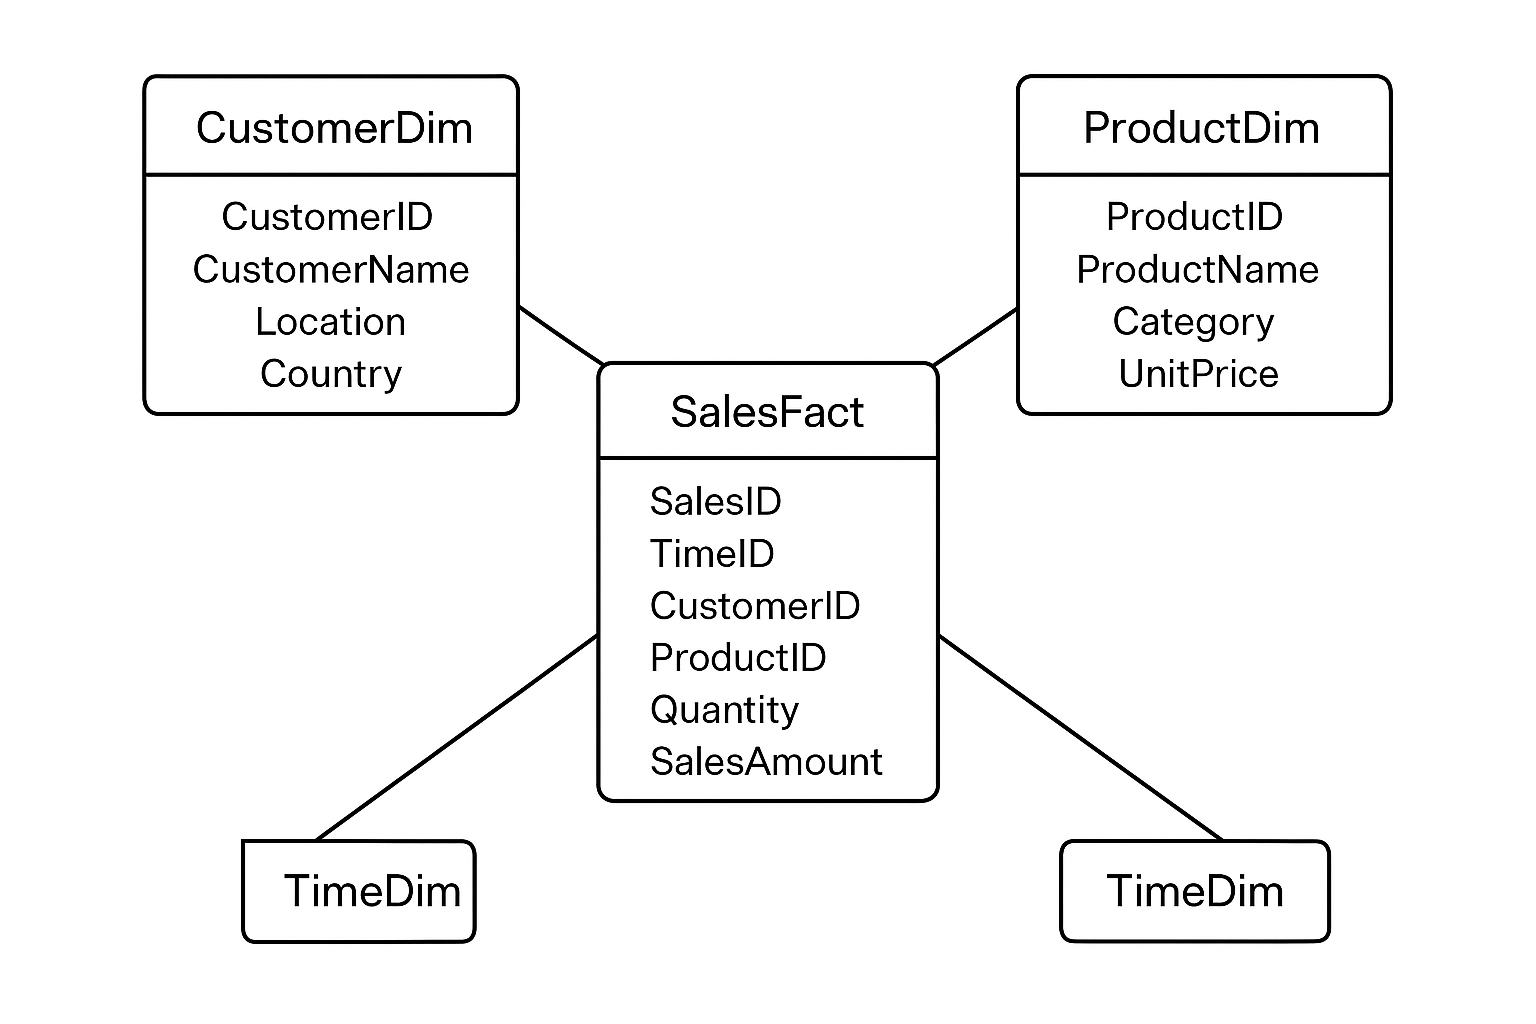 CustomerDim
CustomerID
CustomerName
Location
Country
ProductDim
ProductID
ProductName
Category
UnitPrice
SalesFact
SalesID
TimeID
CustomerID
ProductID
Quantity
SalesAmount
TimeDim
TimeDim